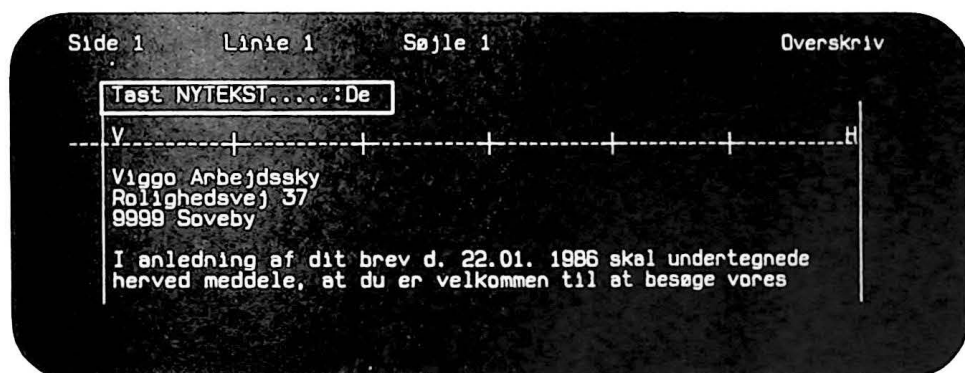 Side 1 Linie 1 Søjle 1 Overskriv
Tast NYTEKST.....:De
V H
Viggo Arbejdssky
Rolighedsvej 37
9999 Soveby
I anledning af dit brev d. 22.01. 1986 skal undertegnede
herved meddele, at du er velkommen til at besøge vores